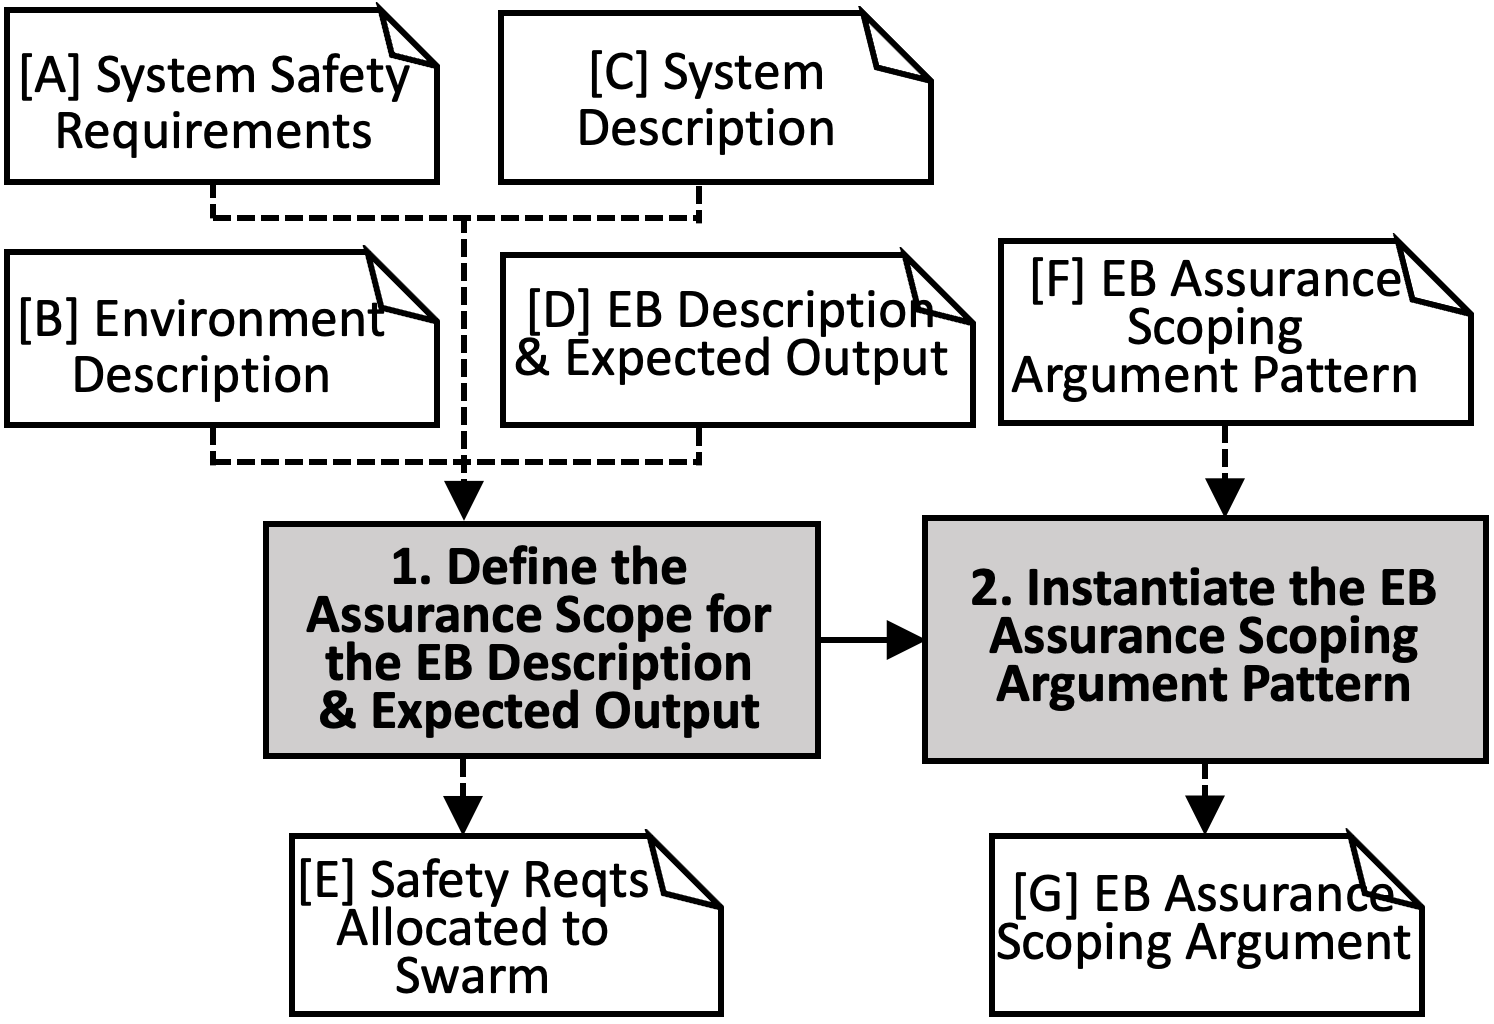 [A] System Safety
Requirements
[C] System
Description
[B] Environment
Description
[D] EB Description
& Expected Output
[F] EB Assurance
Scoping
Argument Pattern
1. Define the
Assurance Scope for
the EB Description
& Expected Output
2. Instantiate the EB
Assurance Scoping
Argument Pattern
[E] Safety Reqts
Allocated to
Swarm
[G] EB Assurance
Scoping Argument